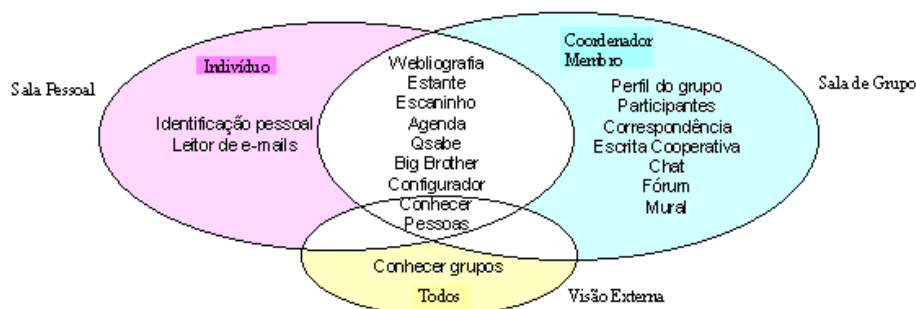 Sala Pessoal
Indivíduo
Identificação pessoal
Leitor de e-mails
Webliografia
Estante
Escaninho
Agenda
Qsabe
Big Brother
Configurador
Conhecer
Pessoas
Coordenador
Membro
Perfil do grupo
Participantes
Correspondência
Escrita Cooperativa
Chat
Fórum
Mural
Sala de Grupo
Conhecer grupos
Todos
Visão Externa